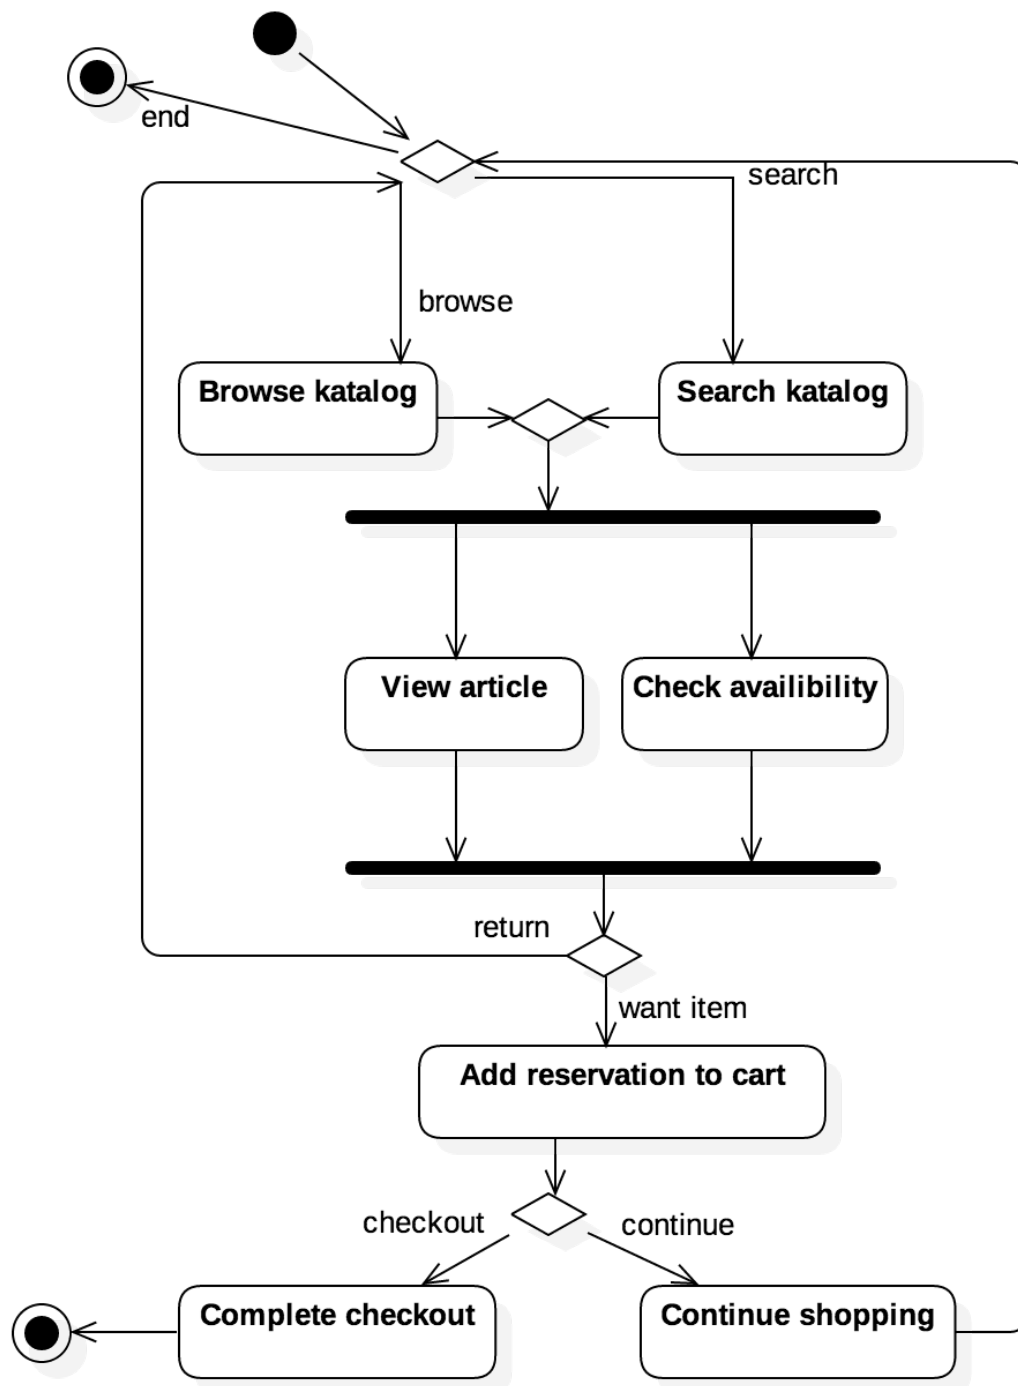 end
search
browse
Browse katalog
Search katalog
View article
Check availibility
return
want item
Add reservation to cart
checkout
continue
Complete checkout
Continue shopping